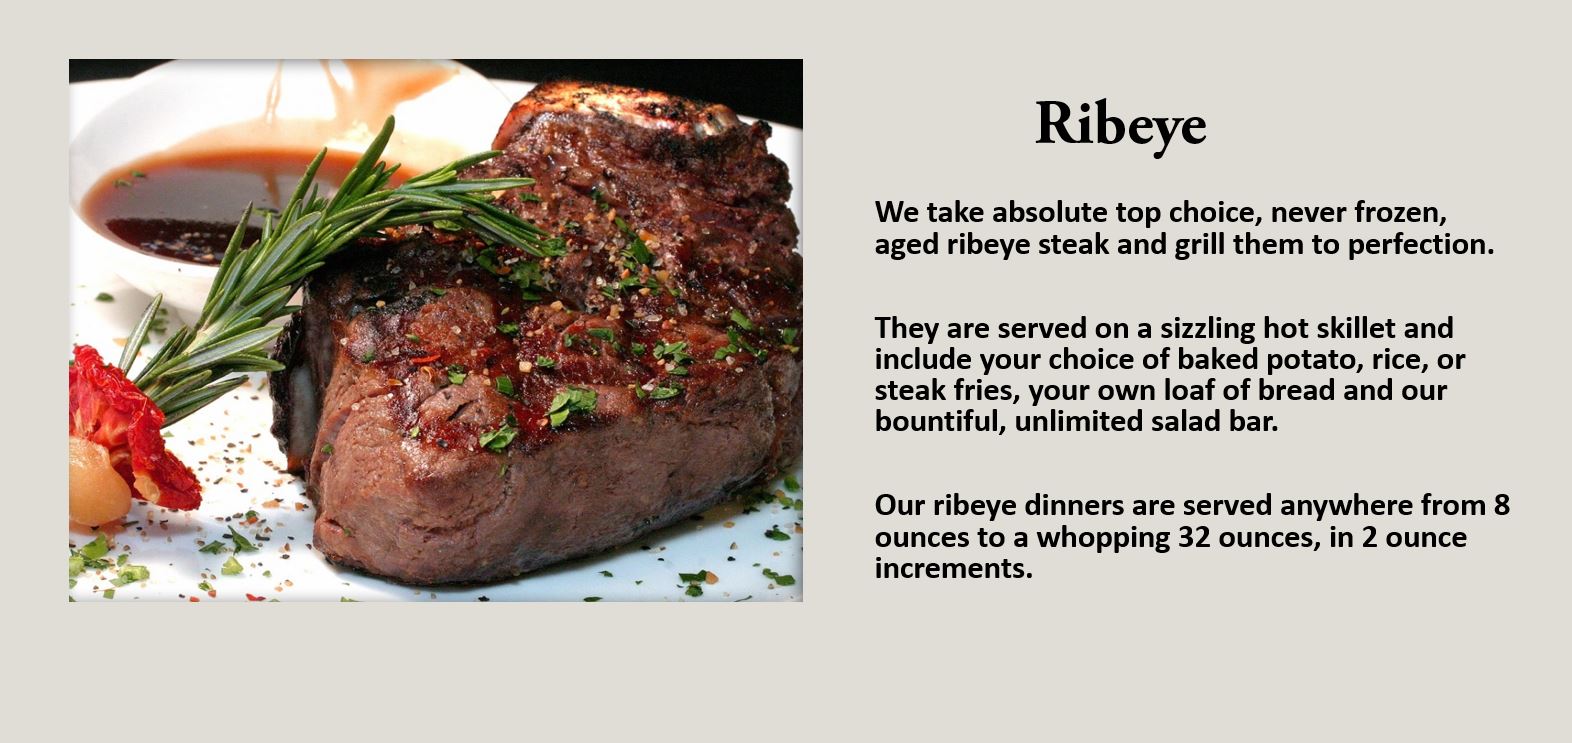 Ribeye
We take absolute top choice, never frozen,
aged ribeye steak and grill them to perfection.
They are served on a sizzling hot skillet and
include your choice of baked potato, rice, or
steak fries, your own loaf of bread and our
bountiful, unlimited salad bar.
Our ribeye dinners are served anywhere from 8
ounces to a whopping 32 ounces, in 2 ounce
increments.